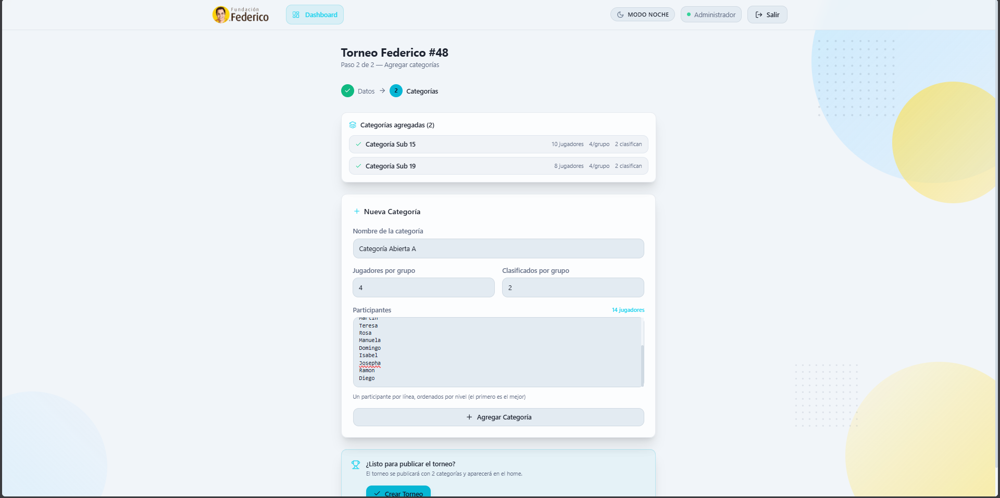 Fundación
Federico
Dashboard
MODO NOCHE
Administrador
Salir
Torneo Federico #48
Paso 2 de 2 — Agregar categorías
Datos
2
Categorías
Categorías agregadas (2)
Categoría Sub 15
10 jugadores 4/grupo 2 clasifican
Categoría Sub 19
8 jugadores 4/grupo 2 clasifican
Nueva Categoría
Nombre de la categoría
Categoría Abierta A
Jugadores por grupo
Clasificados por grupo
4
2
Participantes
14 jugadores
Martin
Teresa
Rosa
Manuela
Domingo
Isabel
Josepha
Ramon
Diego
Un participante por línea, ordenados por nivel (el primero es el mejor)
Agregar Categoría
¿Listo para publicar el torneo?
El torneo se publicará con 2 categorías y aparecerá en el home.
Crear Torneo